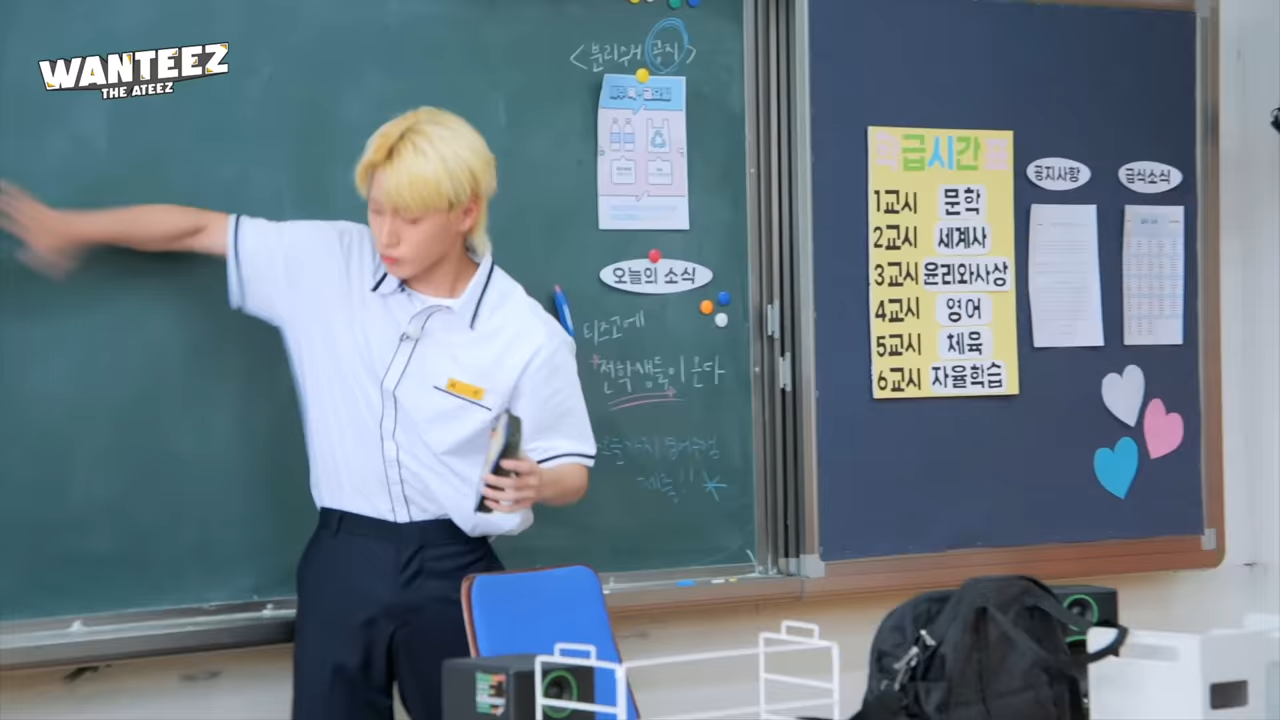 WANTEEZ
THE ATEEZ
<분리수거 공지>
오늘의 소식
티즈고에
전학생들이 온다
급시간
1교시 문학
2교시 세계사
3교시 윤리와사상
4교시 영어
5교시 체육
6교시 자율학습
공지사항
급식소식